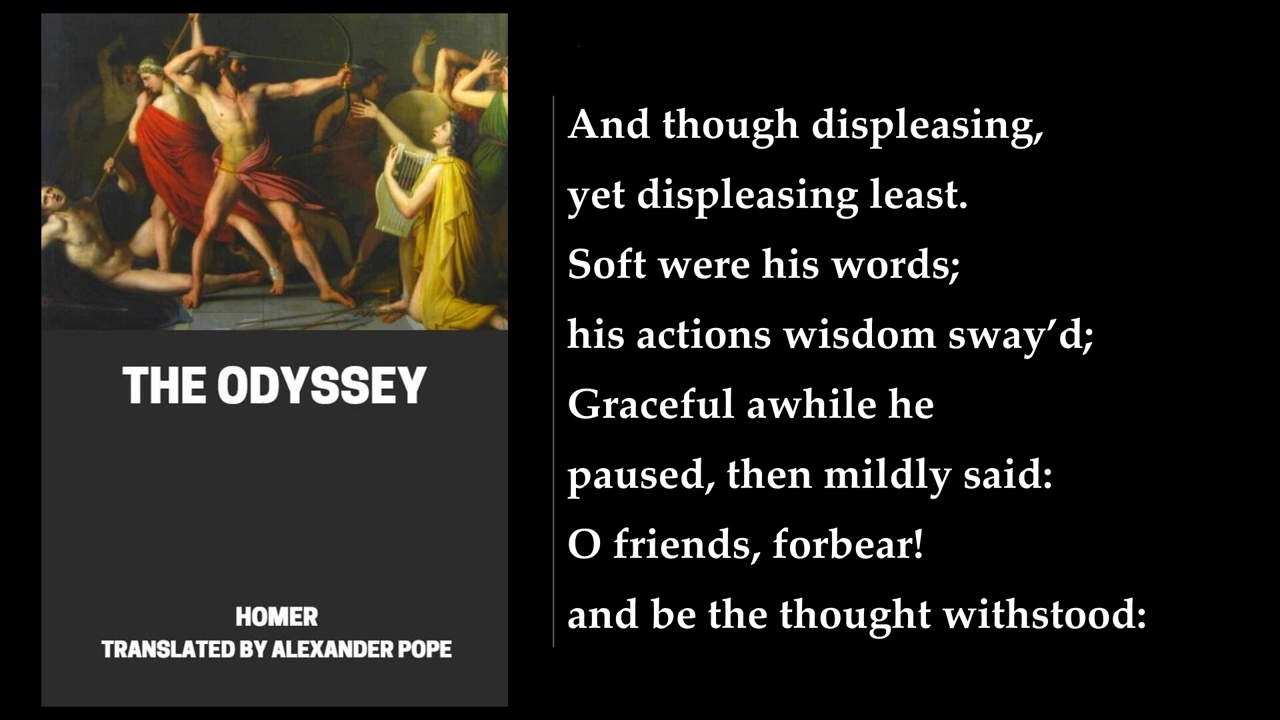 THE ODYSSEY
HOMER
TRANSLATED BY ALEXANDER POPE
And though displeasing,
yet displeasing least.
Soft were his words;
his actions wisdom sway’d;
Graceful awhile he
paused, then mildly said:
O friends, forbear!
and be the thought withstood: